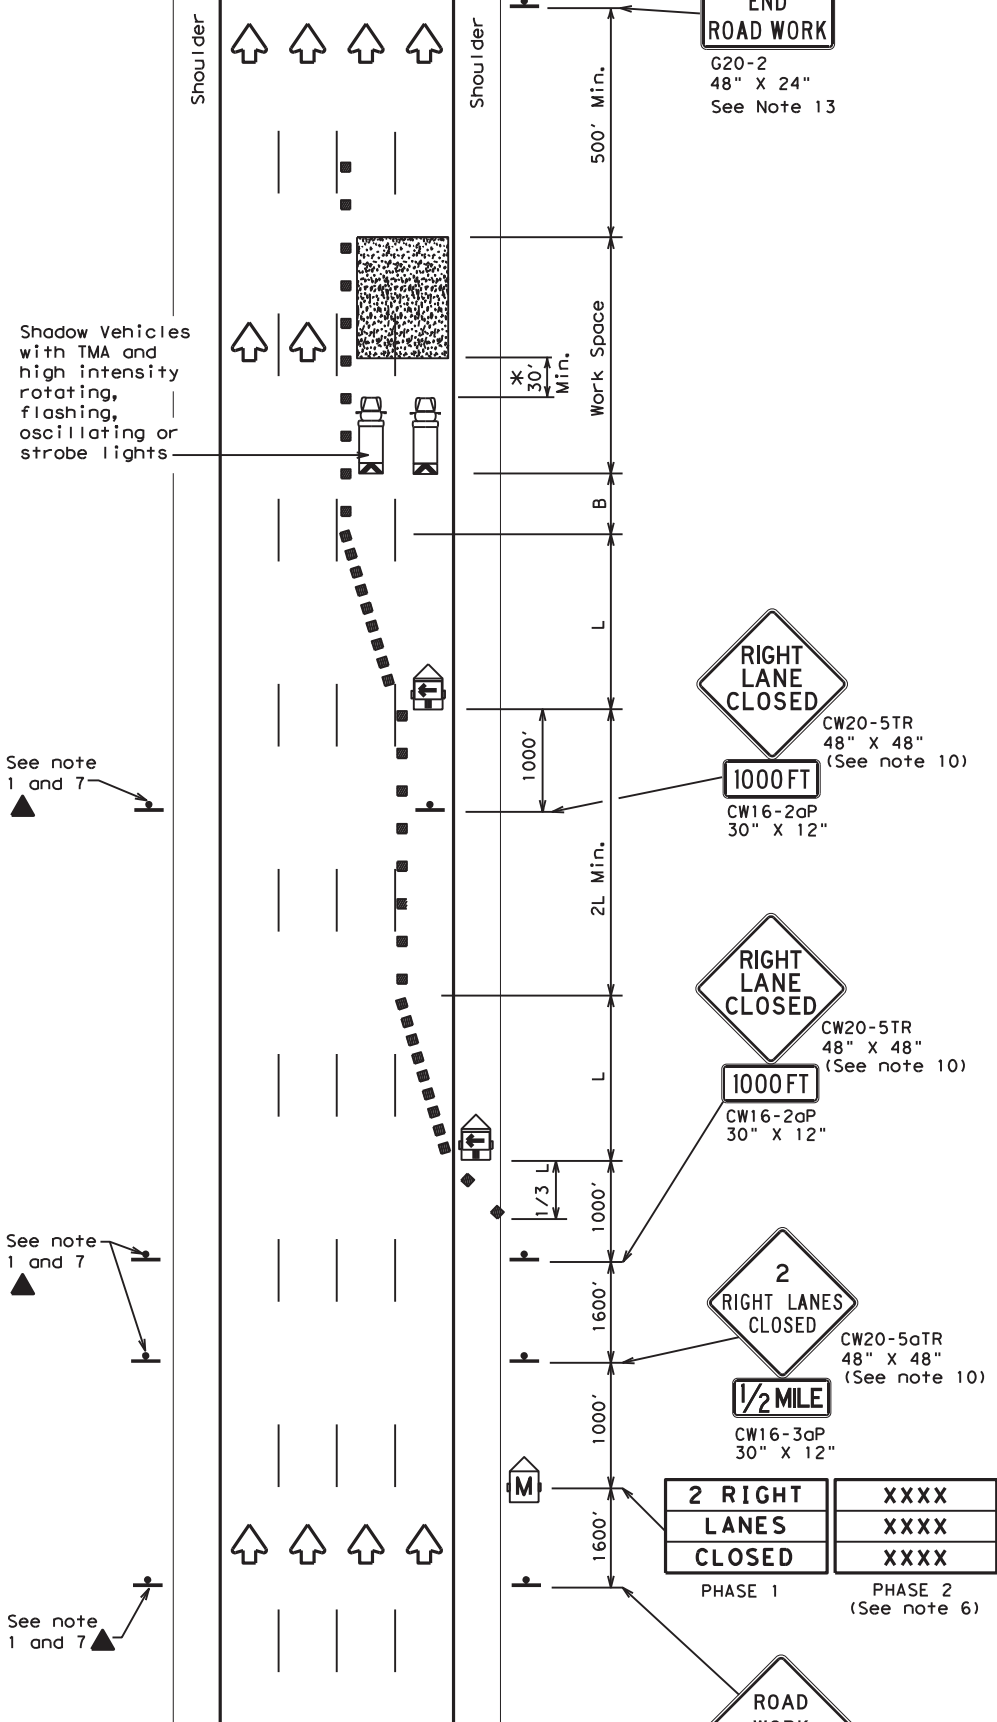 END
ROAD WORK
G20-2
48" X 24"
See Note 13
Shoulder
Shoulder
500' Min.
Shadow Vehicles
with TMA and
high intensity
rotating,
flashing,
oscillating or
strobe lights
*
30'
Min.
Work Space
B
L
RIGHT
LANE
CLOSED
CW20-5TR
48" X 48"
(See note 10)
1000 FT
CW16-2aP
30" X 12"
1000'
See note
1 and 7
2L Min.
RIGHT
LANE
CLOSED
CW20-5TR
48" X 48"
(See note 10)
1000 FT
CW16-2aP
30" X 12"
L
1/3 L
1000'
See note
1 and 7
1600'
2
RIGHT LANES
CLOSED
CW20-5aTR
48" X 48"
(See note 10)
1/2 MILE
CW16-3aP
30" X 12"
1000'
M
2 RIGHT
LANES
CLOSED
PHASE 1
XXXX
XXXX
XXXX
PHASE 2
(See note 6)
1600'
See note
1 and 7
ROAD
WORK